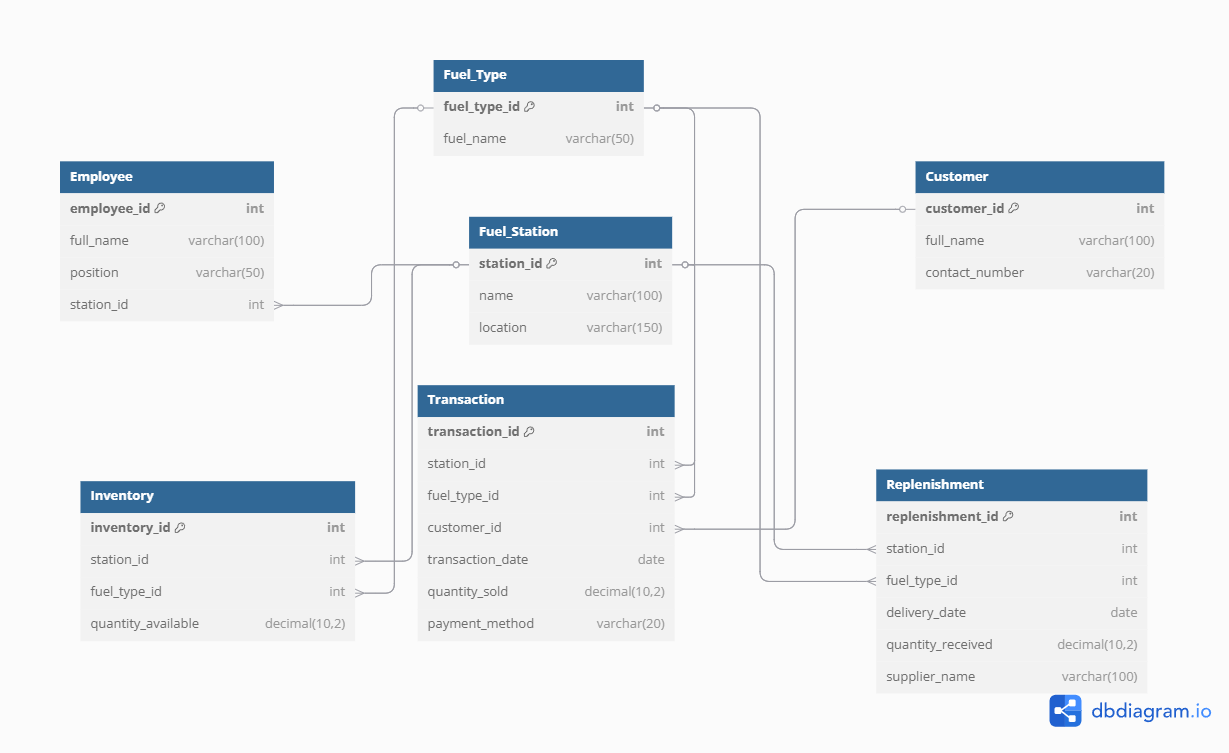 Fuel_Type
fuel_type_id int
fuel_name varchar(50)
Employee
employee_id int
full_name varchar(100)
position varchar(50)
station_id int
Customer
customer_id int
full_name varchar(100)
contact_number varchar(20)
Fuel_Station
station_id int
name varchar(100)
location varchar(150)
Transaction
transaction_id int
station_id int
fuel_type_id int
customer_id int
transaction_date date
quantity_sold decimal(10,2)
payment_method varchar(20)
Inventory
inventory_id int
station_id int
fuel_type_id int
quantity_available decimal(10,2)
Replenishment
replenishment_id int
station_id int
fuel_type_id int
delivery_date date
quantity_received decimal(10,2)
supplier_name varchar(100)
dbdiagram.io